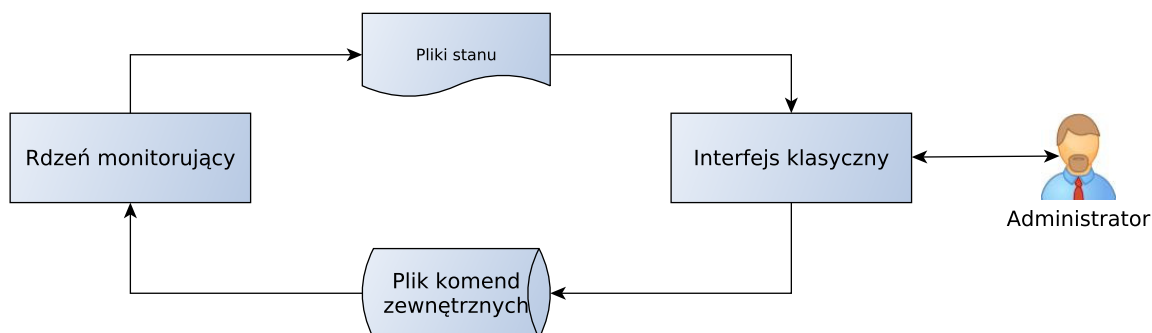 Pliki stanu
Rdzeń monitorujący
Interfejs klasyczny
Administrator
Plik komend
zewnętrznych